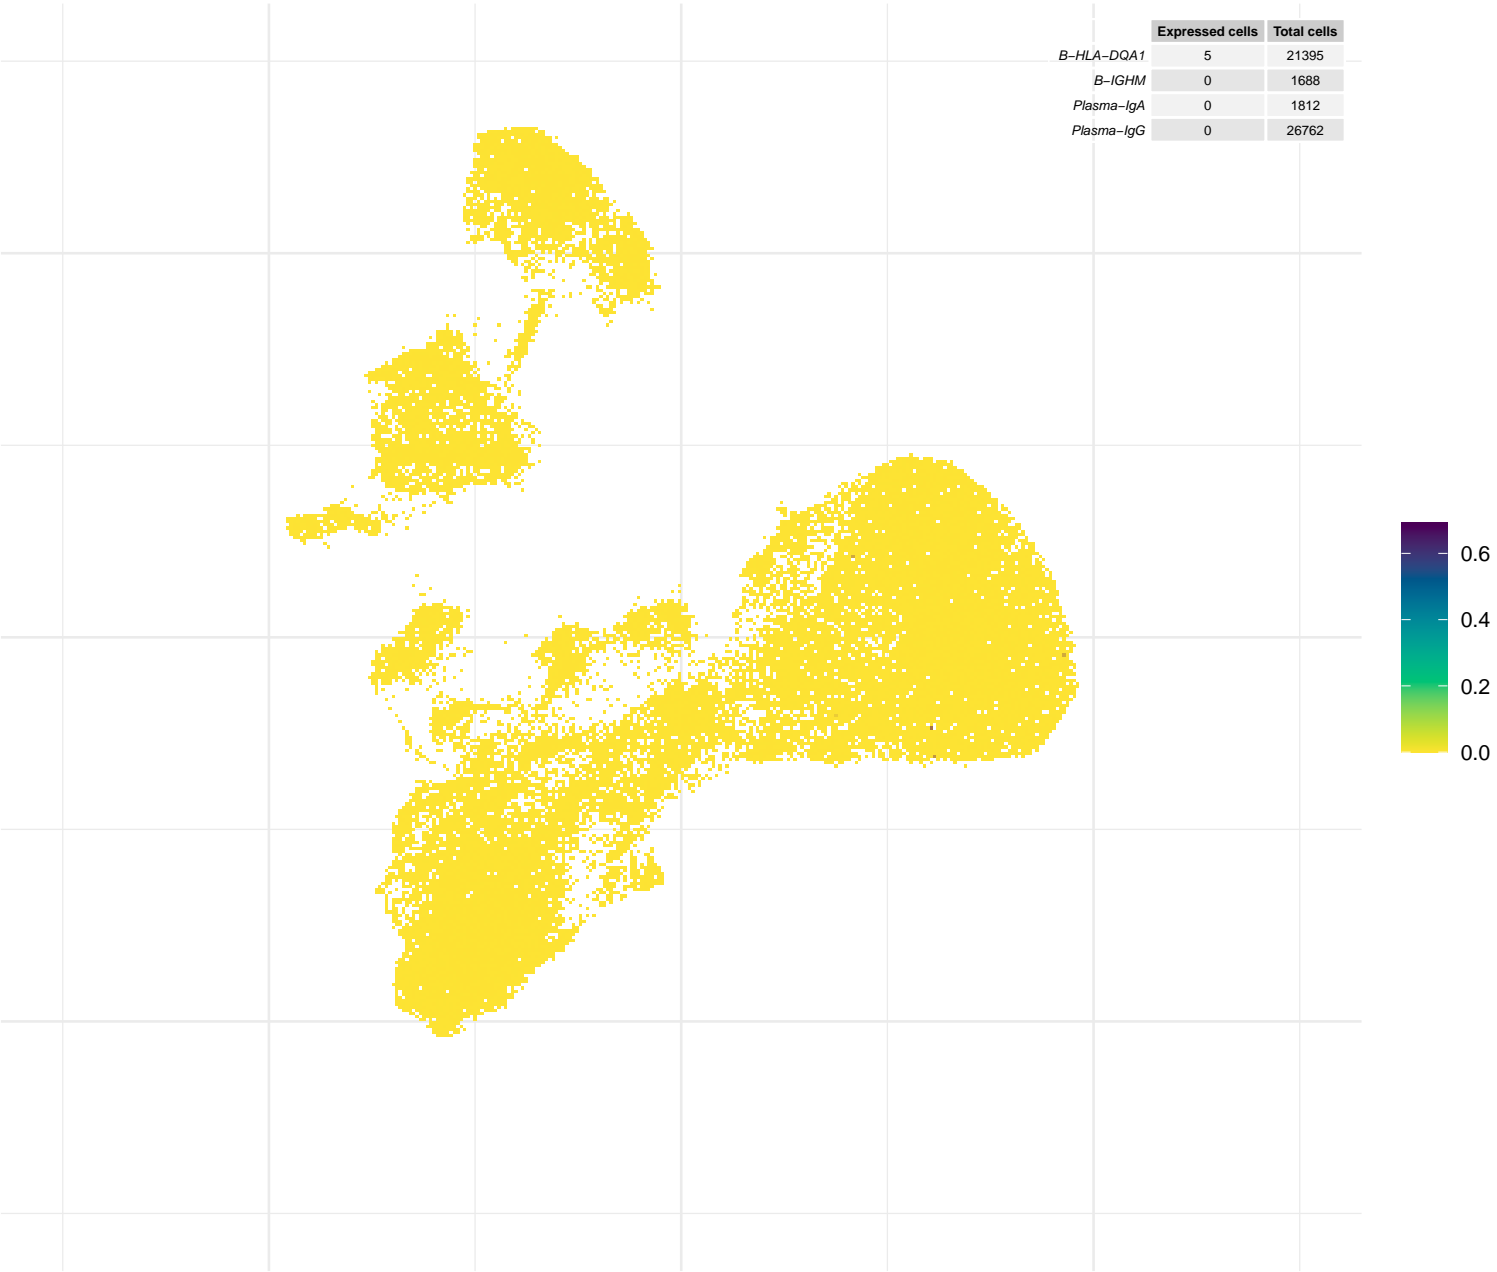 Expressed cells Total cells
B−HLA−DQA1 5 21395
B−IGHM 0 1688
Plasma−IgA 0 1812
Plasma−IgG 0 26762
0.6
0.4
0.2
0.0